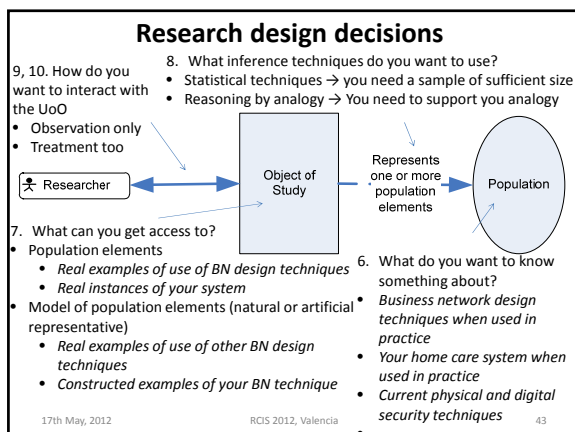 Research design decisions
9, 10. How do you
want to interact with
the UoO
• Observation only
• Treatment too
8. What inference techniques do you want to use?
• Statistical techniques → you need a sample of sufficient size
• Reasoning by analogy → You need to support you analogy
Researcher
Object of
Study
Represents
one or more
population
elements
Population
7. What can you get access to?
• Population elements
• Real examples of use of BN design techniques
• Real instances of your system
• Model of population elements (natural or artificial
representative)
• Real examples of use of other BN design
techniques
• Constructed examples of your BN technique
6. What do you want to know
something about?
• Business network design
techniques when used in
practice
• Your home care system when
used in practice
• Current physical and digital
security techniques
•
17th May, 2012
RCIS 2012, Valencia
43